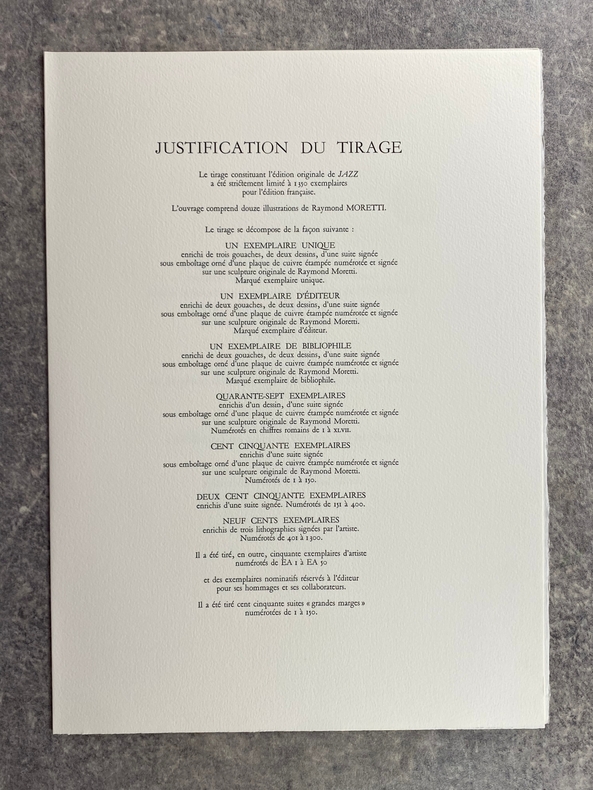 JUSTIFICATION DU TIRAGE
Le tirage constituant l'édition originale de JAZZ
a été strictement limité à 1350 exemplaires
pour l'édition française.
L'ouvrage comprend douze illustrations de Raymond MORETTI.
Le tirage se décompose de la façon suivante :
UN EXEMPLAIRE UNIQUE
enrichi de trois gouaches, de deux dessins, d'une suite signée
sous emboîtage orné d'une plaque de cuivre étampée numérotée et signée
sur une sculpture originale de Raymond Moretti.
Marqué exemplaire unique.
UN EXEMPLAIRE D'ÉDITEUR
enrichi de deux gouaches, de deux dessins, d'une suite signée
sous emboîtage orné d'une plaque de cuivre étampée numérotée et signée
sur une sculpture originale de Raymond Moretti.
Marqué exemplaire d'éditeur.
UN EXEMPLAIRE DE BIBLIOPHILE
enrichi de deux gouaches, de deux dessins, d'une suite signée
sous emboîtage orné d'une plaque de cuivre étampée numérotée et signée
sur une sculpture originale de Raymond Moretti.
Marqué exemplaire de bibliophile.
QUARANTE-SEPT EXEMPLAIRES
enrichis d'un dessin, d'une suite signée
sous emboîtage orné d'une plaque de cuivre étampée numérotée et signée
sur une sculpture originale de Raymond Moretti.
Numérotés en chiffres romains de I à XLVII.
CENT CINQUANTE EXEMPLAIRES
enrichis d'une suite signée
sous emboîtage orné d'une plaque de cuivre étampée numérotée et signée
sur une sculpture originale de Raymond Moretti.
Numérotés de 1 à 150.
DEUX CENT CINQUANTE EXEMPLAIRES
enrichis d'une suite signée. Numérotés de 151 à 400.
NEUF CENTS EXEMPLAIRES
enrichis de trois lithographies signées par l'artiste.
Numérotés de 401 à 1300.
Il a été tiré, en outre, cinquante exemplaires d'artiste
numérotés de EA 1 à EA 50
et des exemplaires nominatifs réservés à l'éditeur
pour ses hommages et ses collaborateurs.
Il a été tiré cent cinquante suites « grandes marges »
numérotées de 1 à 150.